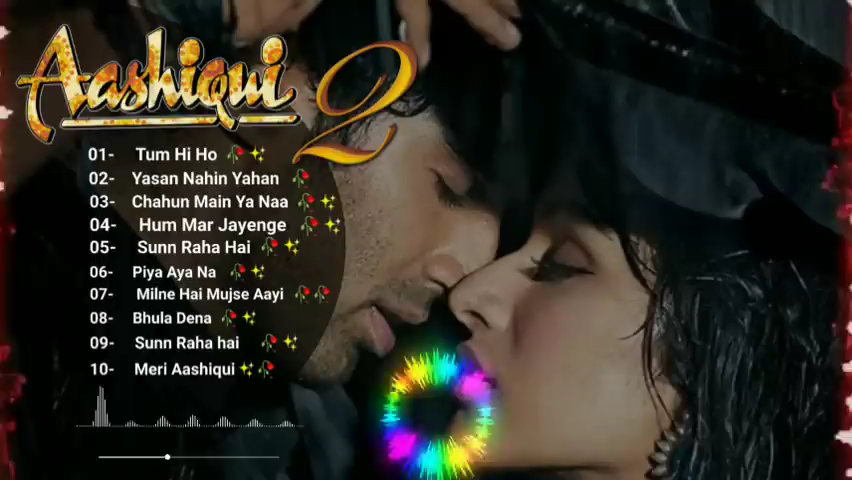 Aashiqui 2
01- Tum Hi Ho 🥀✨
02- Yasan Nahin Yahan 🥀
03- Chahun Main Ya Naa 🥀✨
04- Hum Mar Jayenge 🥀✨
05- Sunn Raha Hai 🥀✨
06- Piya Aya Na 🥀✨
07- Milne Hai Mujse Aayi 🥀🥀
08- Bhula Dena 🥀✨
09- Sunn Raha hai 🥀✨
10- Meri Aashiqui ✨🥀